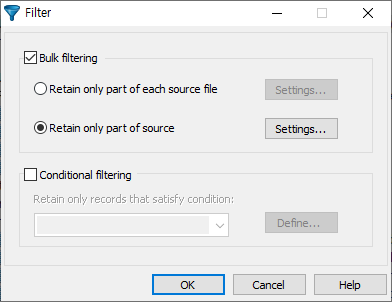 Filter
Bulk filtering
Retain only part of each source file
Settings...
Retain only part of source
Settings...
Conditional filtering
Retain only records that satisfy condition:
Define...
OK Cancel Help